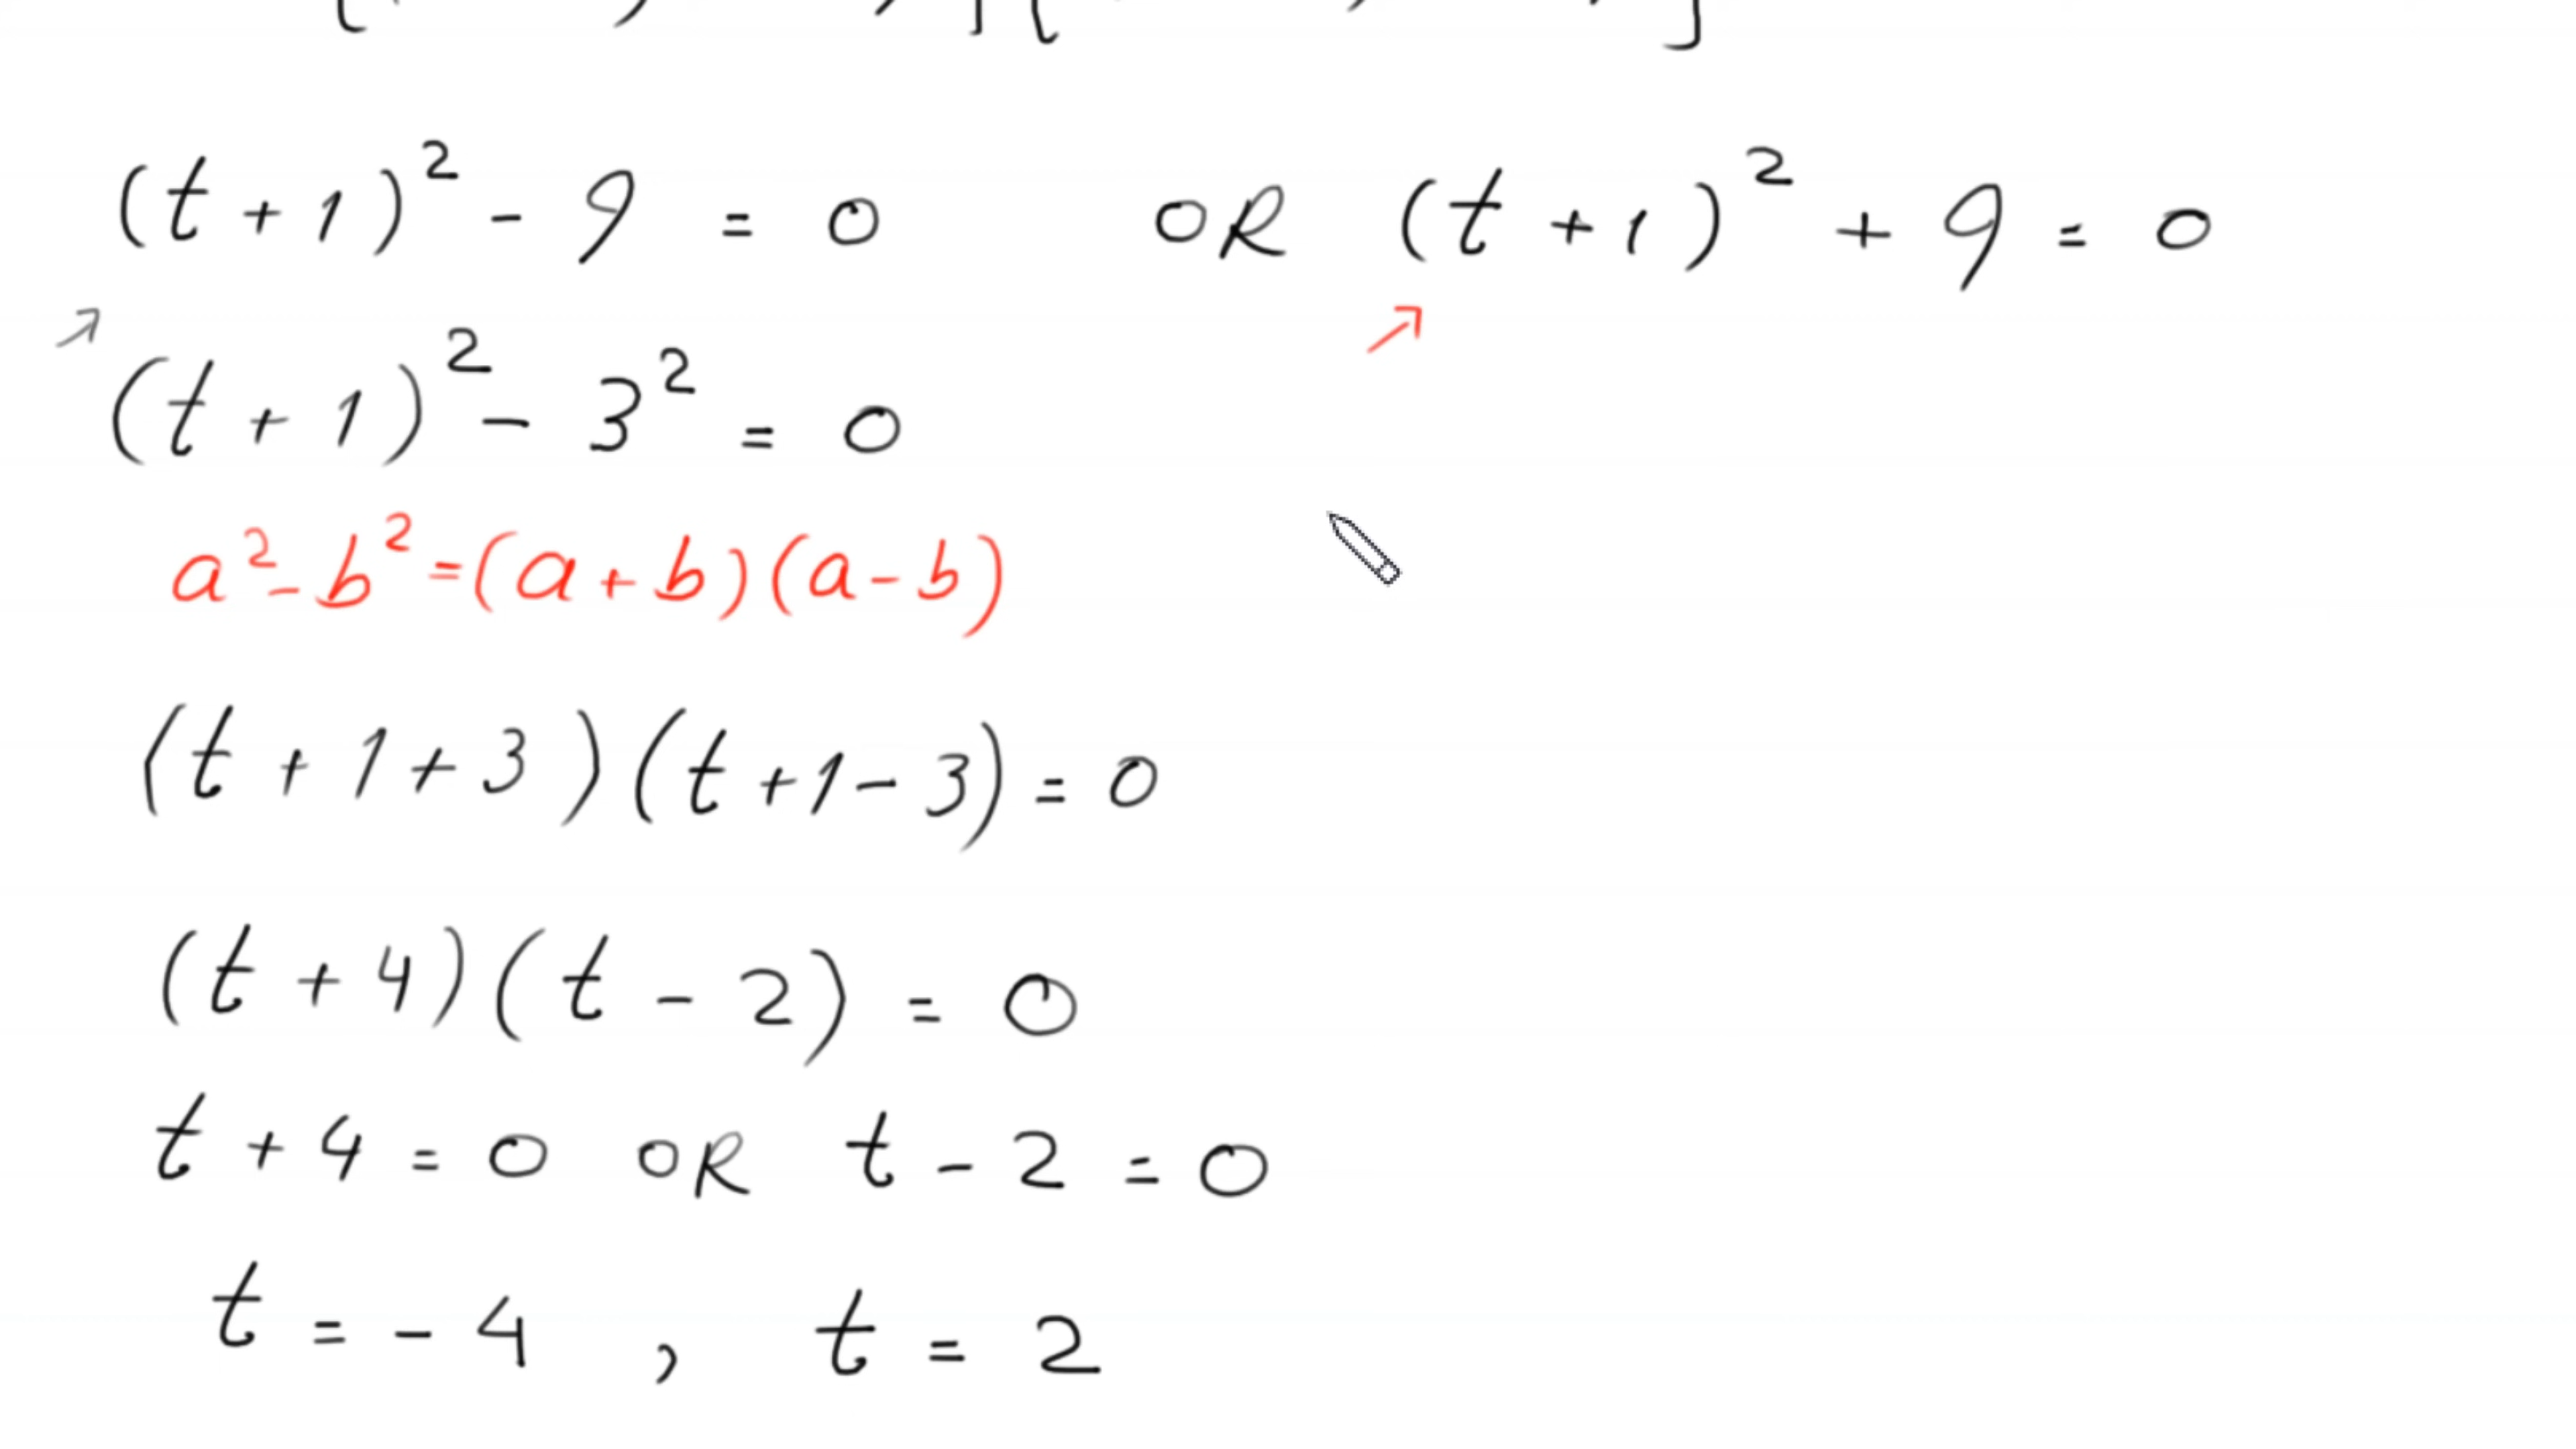 (t + 1)² - 9 = 0 OR (t + 1)² + 9 = 0
(t + 1)² - 3² = 0
a² - b² = (a + b)(a - b)
(t + 1 + 3)(t + 1 - 3) = 0
(t + 4)(t - 2) = 0
t + 4 = 0 OR t - 2 = 0
t = - 4 , t = 2